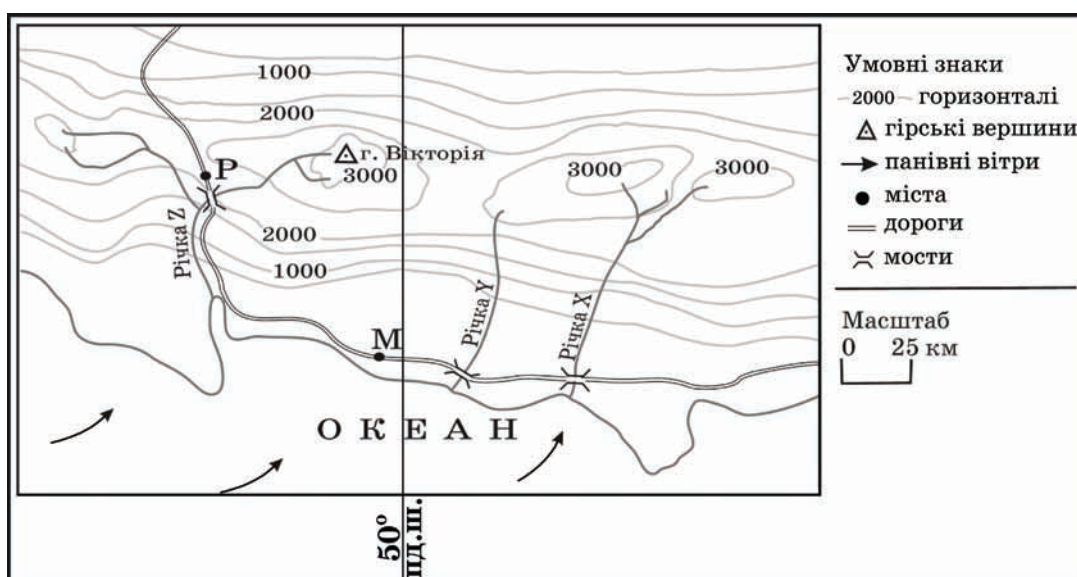 1000
2000
г. Вікторія
3000
P
3000
3000
Річка Z
2000
1000
Річка Y
Річка X
M
ОКЕАН
50°
пд.ш.
Умовні знаки
2000 горизонталі
гірські вершини
панівні вітри
міста
дороги
мости
Масштаб
0 25 км